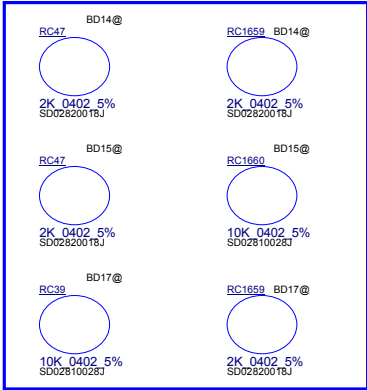 BD14@
RC47
2K_0402_5%
SD02820018J
RC1659 BD14@
2K_0402_5%
SD02820018J
BD15@
RC47
2K_0402_5%
SD02820018J
BD15@
RC1660
10K_0402_5%
SD02810028J
BD17@
RC39
10K_0402_5%
SD02810028J
RC1659 BD17@
2K_0402_5%
SD02820018J